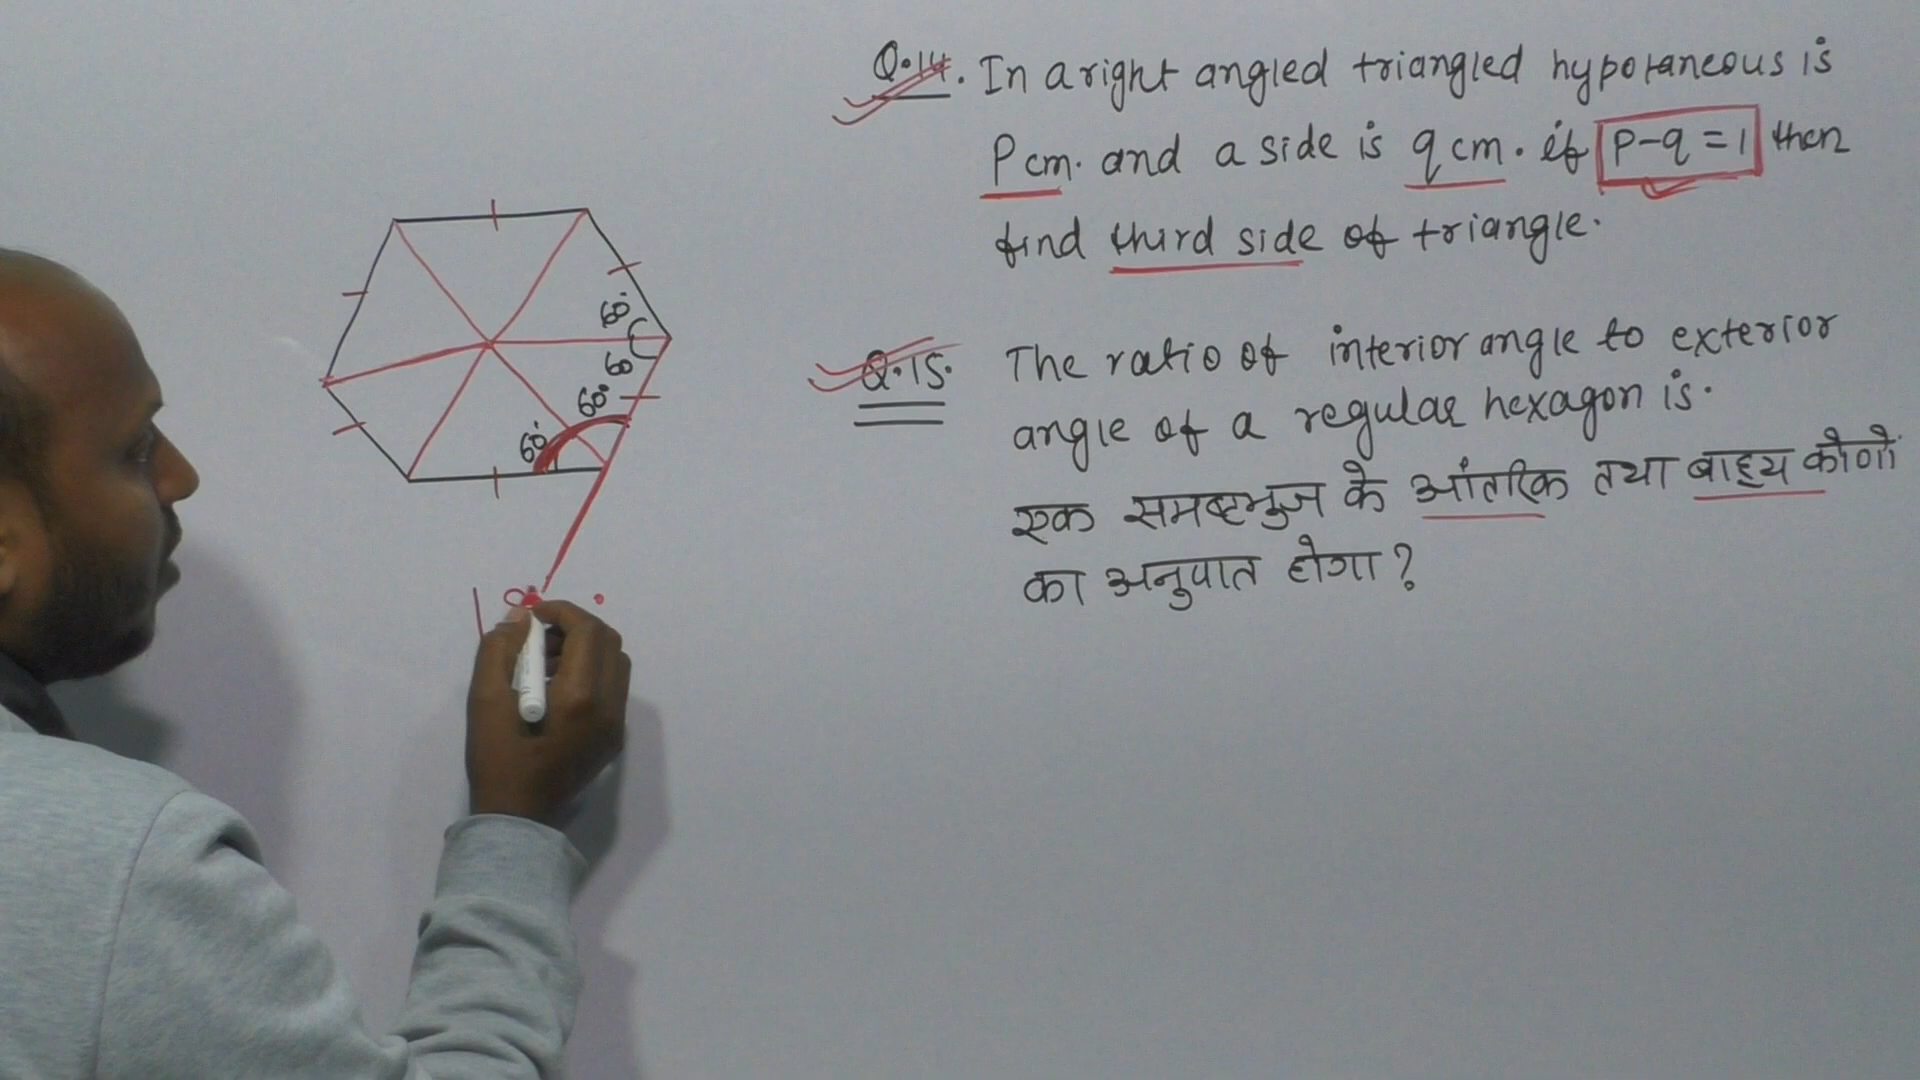 Q.14. In a right angled triangled hypotaneous is
P cm. and a side is q cm. if P-q=1 then
find third side of triangle.
Q.15. The ratio of interior angle to exterior
angle of a regular hexagon is.
एक समषट्भुज के आंतरिक तथा बाह्य कोणों
का अनुपात होगा?
60°
60
60°
60°